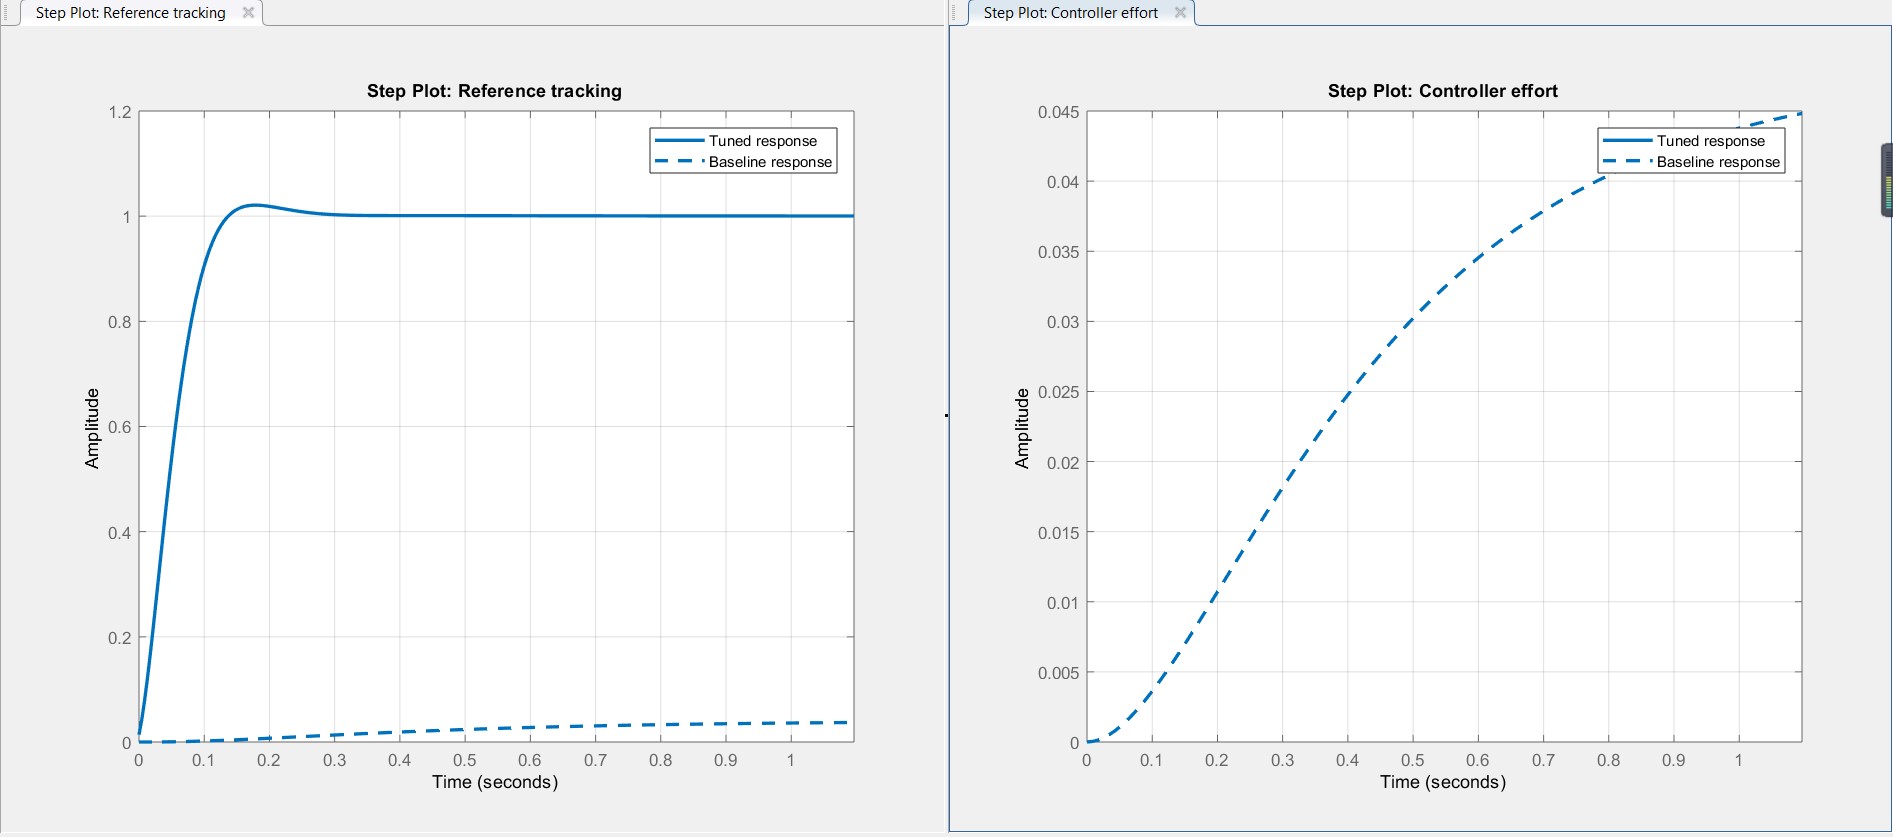 Step Plot: Reference tracking
Step Plot: Controller effort
Step Plot: Reference tracking
1.2
1
0.8
0.6
0.4
0.2
0
Amplitude
Tuned response
Baseline response
0 0.1 0.2 0.3 0.4 0.5 0.6 0.7 0.8 0.9 1
Time (seconds)
Step Plot: Controller effort
0.045
0.04
0.035
0.03
0.025
0.02
0.015
0.01
0.005
0
Amplitude
Tuned response
Baseline response
0 0.1 0.2 0.3 0.4 0.5 0.6 0.7 0.8 0.9 1
Time (seconds)